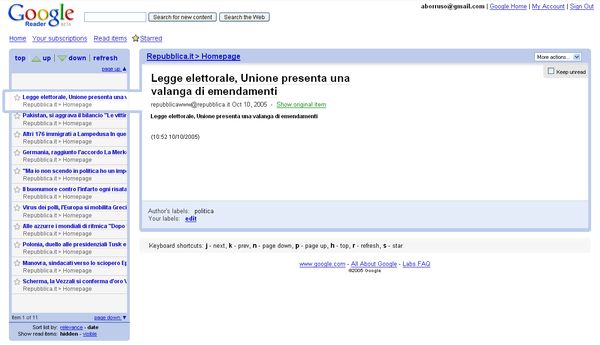 aborruso@gmail.com | Google Home | My Account | Sign Out
Google
Reader BETA
Search for new content Search the Web
Home Your subscriptions Read items Starred
top up | down | refresh
page up
Legge elettorale, Unione presenta una v
Repubblica.it > Homepage
Pakistan, si aggrava il bilancio "Le vittir
Repubblica.it > Homepage
Altri 176 immigrati a Lampedusa In que
Repubblica.it > Homepage
Germania, raggiunto l'accordo La Merke
Repubblica.it > Homepage
"Ma io non scendo in politica ho un imp
Repubblica.it > Homepage
Il buonumore contro l'infarto ogni risata
Repubblica.it > Homepage
Virus dei polli, l'Europa si mobilita Greci
Repubblica.it > Homepage
Alle azzurre i mondiali di ritmica "Dopo
Repubblica.it > Homepage
Polonia, duello alle presidenziali Tusk e
Repubblica.it > Homepage
Manovra, sindacati verso lo sciopero Ep
Repubblica.it > Homepage
Scherma, la Vezzali si conferma d'oro V
Repubblica.it > Homepage
item 1 of 11 page down
Sort list by: relevance - date
Show read items: hidden - visible
Repubblica.it > Homepage
More actions...
Keep unread
Legge elettorale, Unione presenta una
valanga di emendamenti
repubblicawww@repubblica.it Oct 10, 2005 - Show original item
Legge elettorale, Unione presenta una valanga di emendamenti
(10:52 10/10/2005)
Author's labels: politica
Your labels: edit
Keyboard shortcuts: j - next, k - prev, n - page down, p - page up, h - top, r - refresh, s - star
www.google.com - All About Google - Labs FAQ
©2005 Google